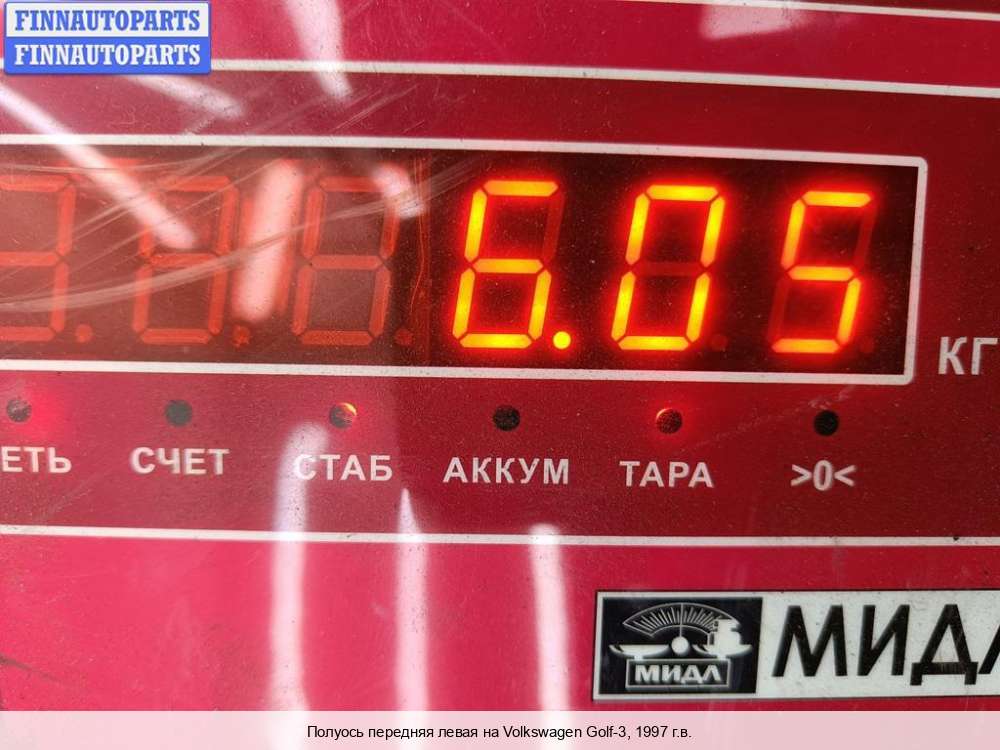 FINNAUTOPARTS
FINNAUTOPARTS
6.05
КГ
ЕТЬ СЧЕТ СТАБ АККУМ ТАРА >0<
МИДЛ МИДЛ
Полуось передняя левая на Volkswagen Golf-3, 1997 г.в.